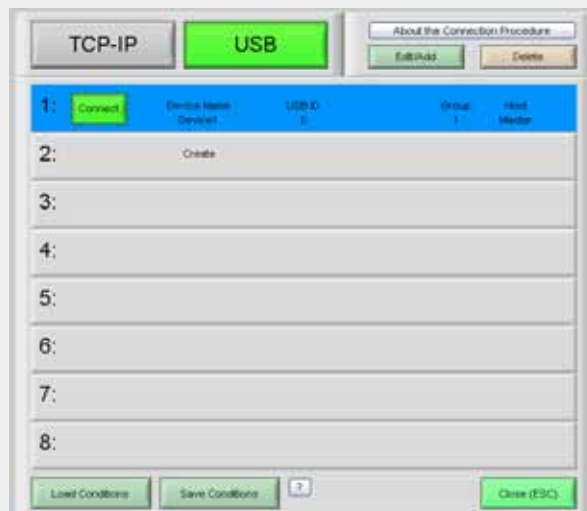 TCP-IP
USB
About the Connection Procedure
Edit/Add
Delete
1:
Connect
Device Name
Device1
USB ID
0
Group
1
Host
Master
2:
Create
3:
4:
5:
6:
7:
8:
Load Conditions
Save Conditions
?
Close (ESC)